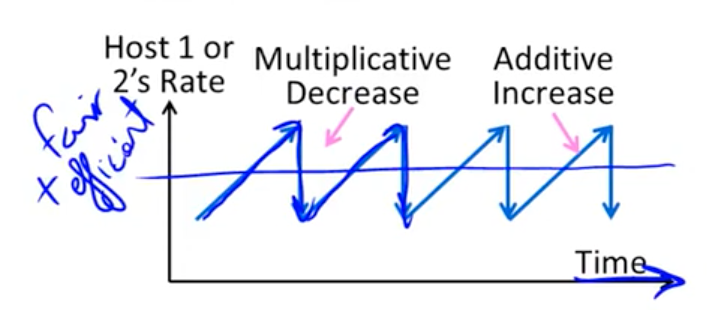 Host 1 or
2's Rate
Multiplicative
Decrease
Additive
Increase
fair
+ efficient
Time